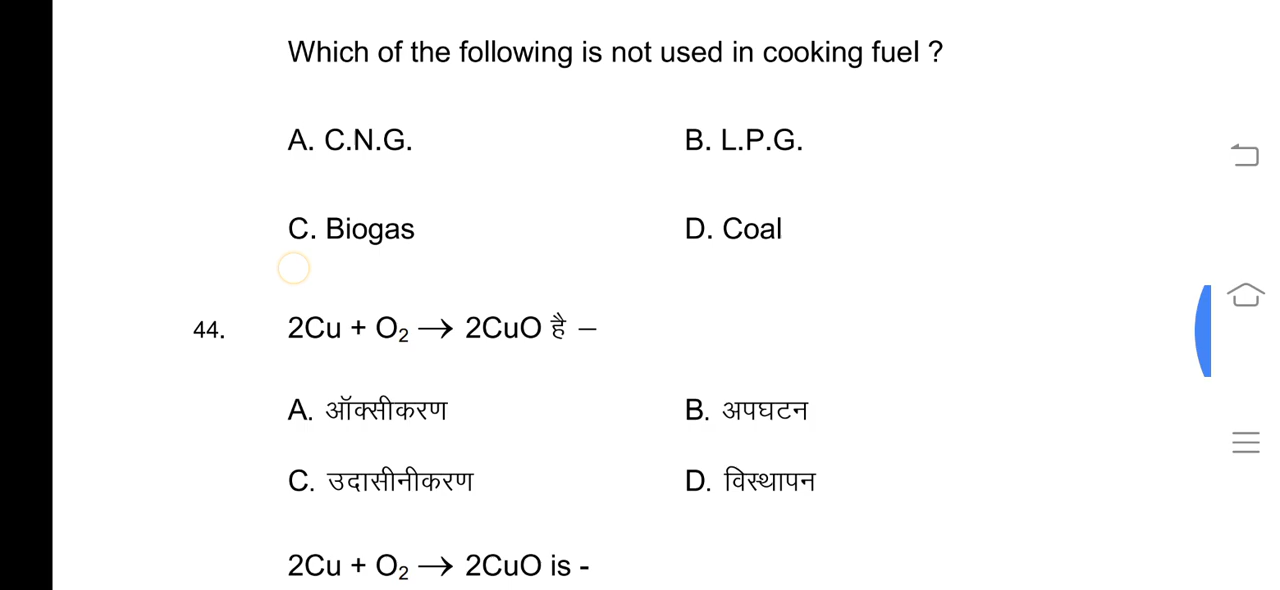 Which of the following is not used in cooking fuel ?
A. C.N.G. B. L.P.G.
C. Biogas D. Coal
44. 2Cu + O₂ → 2CuO है –
A. ऑक्सीकरण B. अपघटन
C. उदासीनीकरण D. विस्थापन
2Cu + O₂ → 2CuO is -